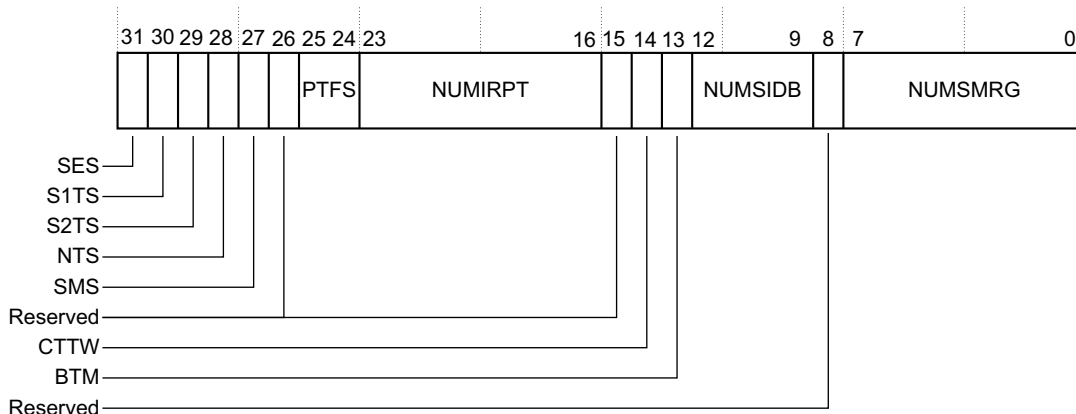 31 30 29 28 27 26 25 24 23 16 15 14 13 12 9 8 7 0
PTFS NUMIRPT NUMSIDB NUMSMRG
SES
S1TS
S2TS
NTS
SMS
Reserved
CTTW
BTM
Reserved